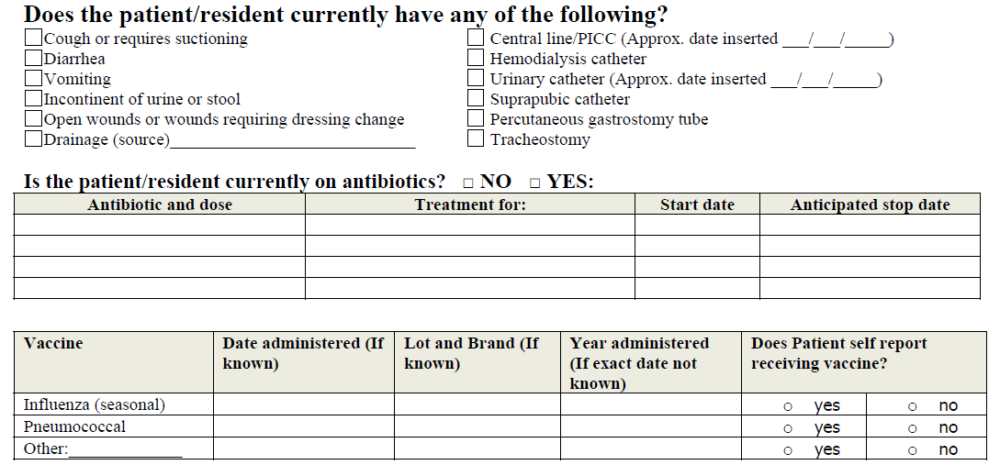 Does the patient/resident currently have any of the following?
Cough or requires suctioning
Diarrhea
Vomiting
Incontinent of urine or stool
Open wounds or wounds requiring dressing change
Drainage (source)______________________________
Central line/PICC (Approx. date inserted ___/___/_____)
Hemodialysis catheter
Urinary catheter (Approx. date inserted ___/___/_____)
Suprapubic catheter
Percutaneous gastrostomy tube
Tracheostomy
Is the patient/resident currently on antibiotics? □ NO □ YES:
Antibiotic and dose Treatment for: Start date Anticipated stop date
Vaccine Date administered (If known) Lot and Brand (If known) Year administered (If exact date not known) Does Patient self report receiving vaccine?
Influenza (seasonal) o yes o no
Pneumococcal o yes o no
Other:______________ o yes o no